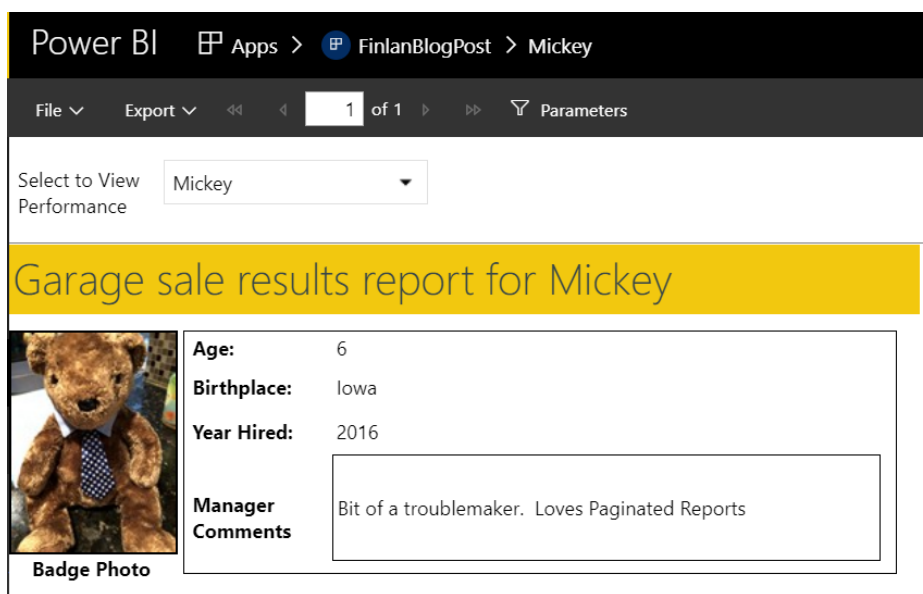 Power BI Apps > FinlanBlogPost > Mickey
File Export 1 of 1 Parameters
Select to View
Performance
Mickey
Garage sale results report for Mickey
Age: 6
Birthplace: Iowa
Year Hired: 2016
Manager
Comments
Bit of a troublemaker.  Loves Paginated Reports
Badge Photo